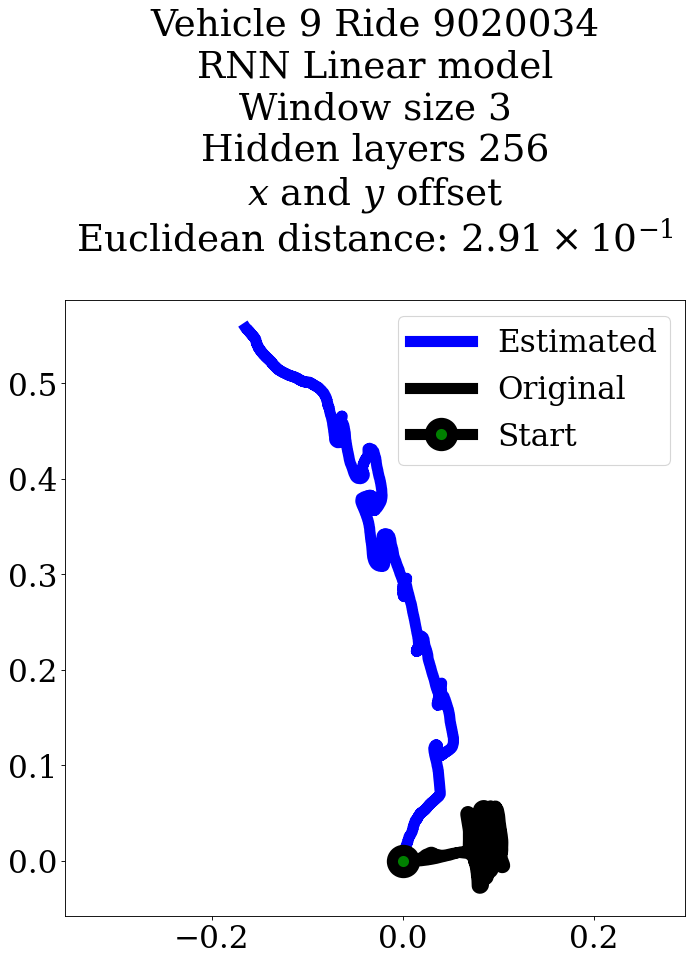 Vehicle 9 Ride 9020034
RNN Linear model
Window size 3
Hidden layers 256
x and y offset
Euclidean distance: 2.91 × 10⁻¹
Estimated
Original
Start
0.5
0.4
0.3
0.2
0.1
0.0
−0.2 0.0 0.2